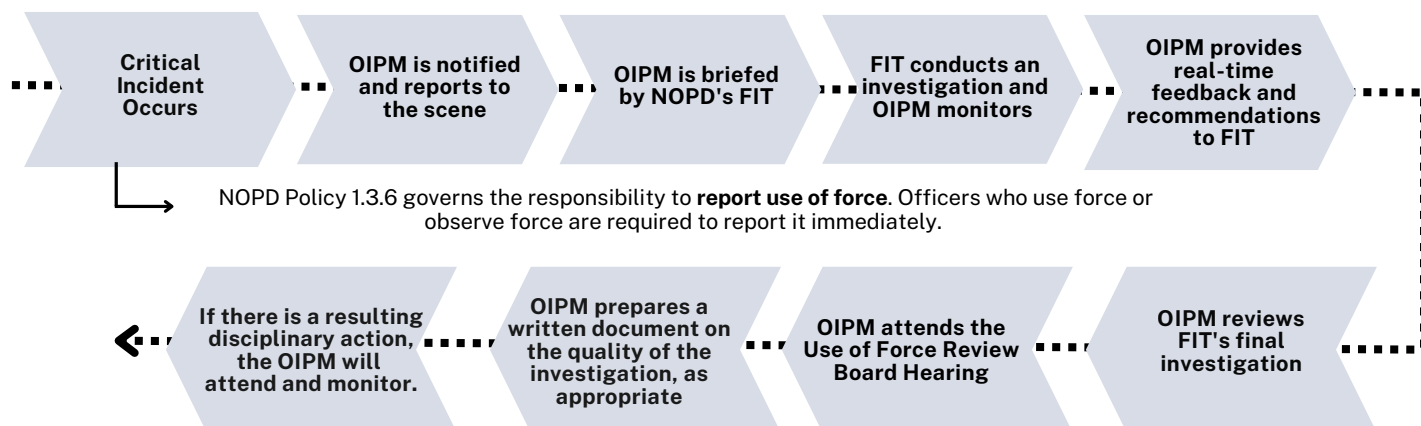 Critical
Incident
Occurs
OIPM is notified
and reports to
the scene
OIPM is briefed
by NOPD's FIT
FIT conducts an
investigation and
OIPM monitors
OIPM provides
real-time
feedback and
recommendations
to FIT
NOPD Policy 1.3.6 governs the responsibility to report use of force. Officers who use force or
observe force are required to report it immediately.
OIPM reviews
FIT's final
investigation
OIPM attends the
Use of Force Review
Board Hearing
OIPM prepares a
written document on
the quality of the
investigation, as
appropriate
If there is a resulting
disciplinary action,
the OIPM will
attend and monitor.